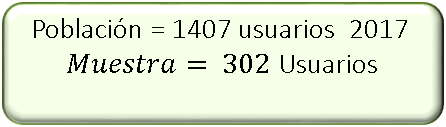 Población = 1407 usuarios  2017
Muestra = 302 Usuarios